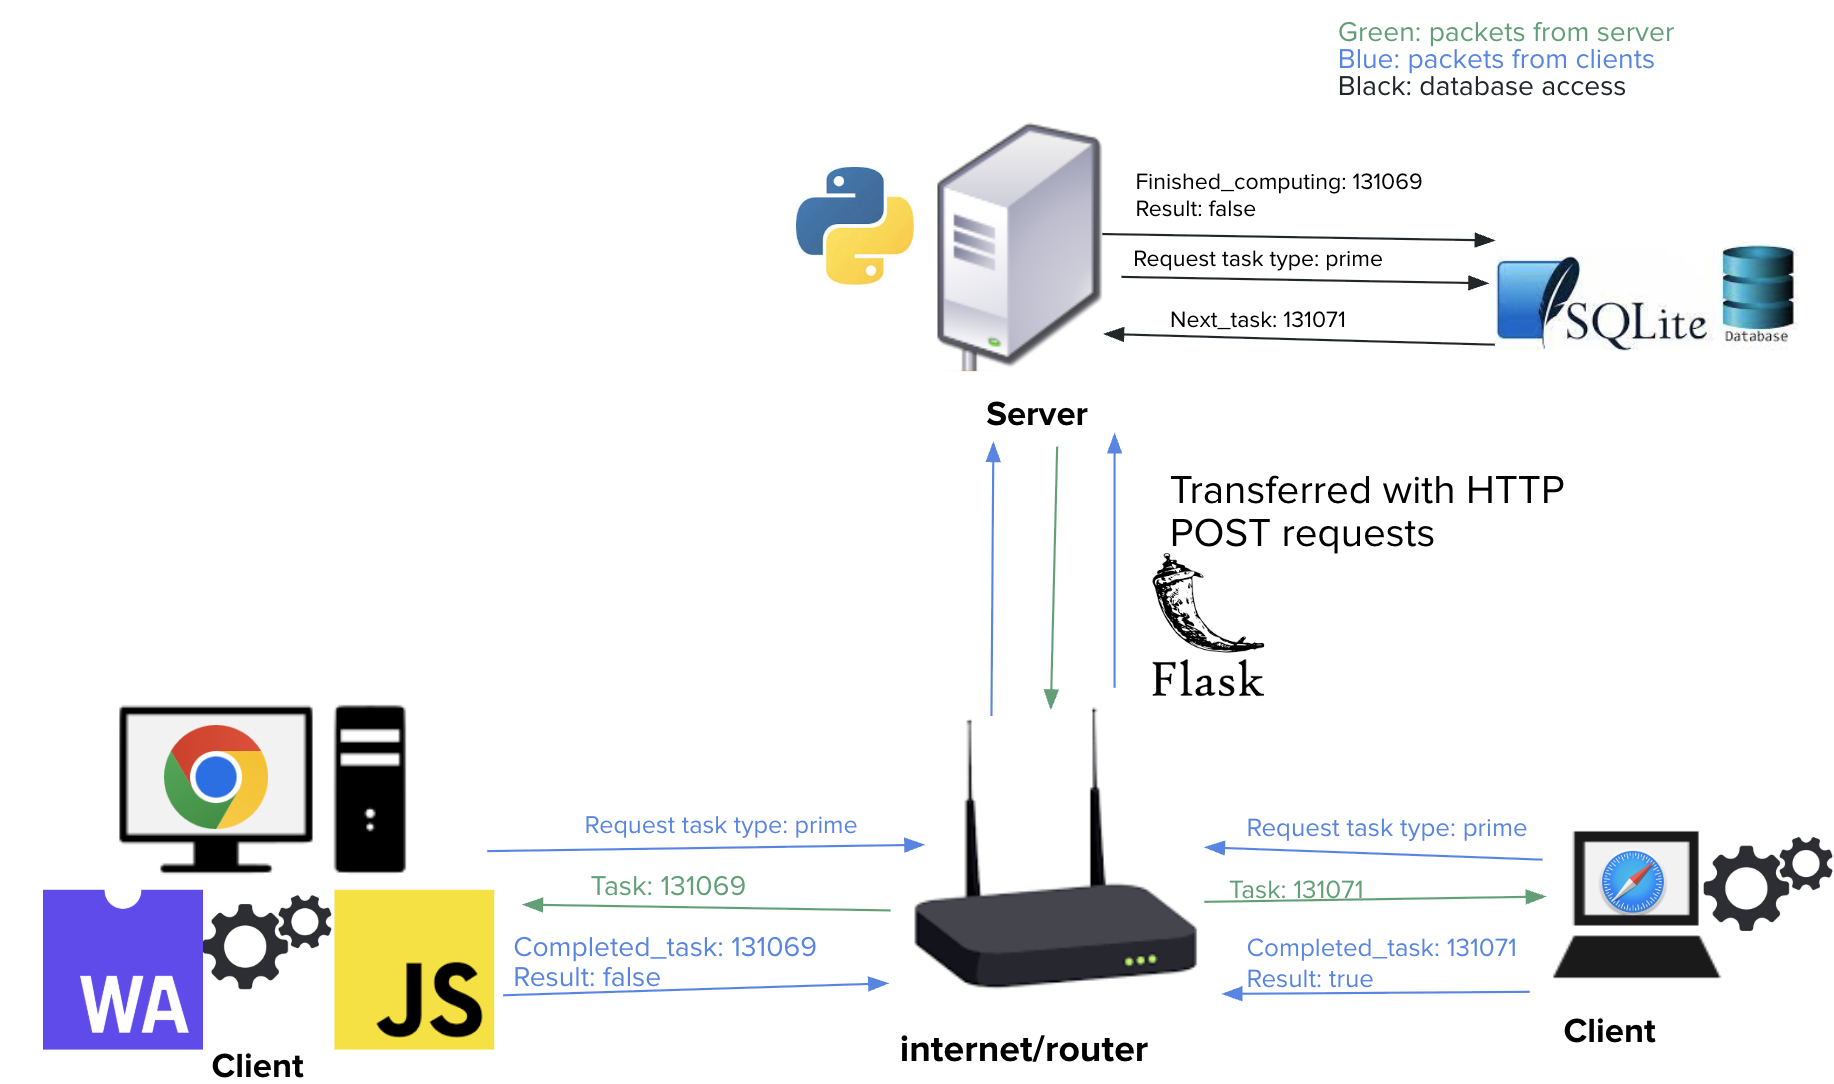 Green: packets from server
Blue: packets from clients
Black: database access
Finished_computing: 131069
Result: false
Request task type: prime
Next_task: 131071
SQLite
Database
Server
Transferred with HTTP
POST requests
Flask
Request task type: prime
Task: 131069
Completed_task: 131069
Result: false
WA
JS
Client
internet/router
Request task type: prime
Task: 131071
Completed_task: 131071
Result: true
Client